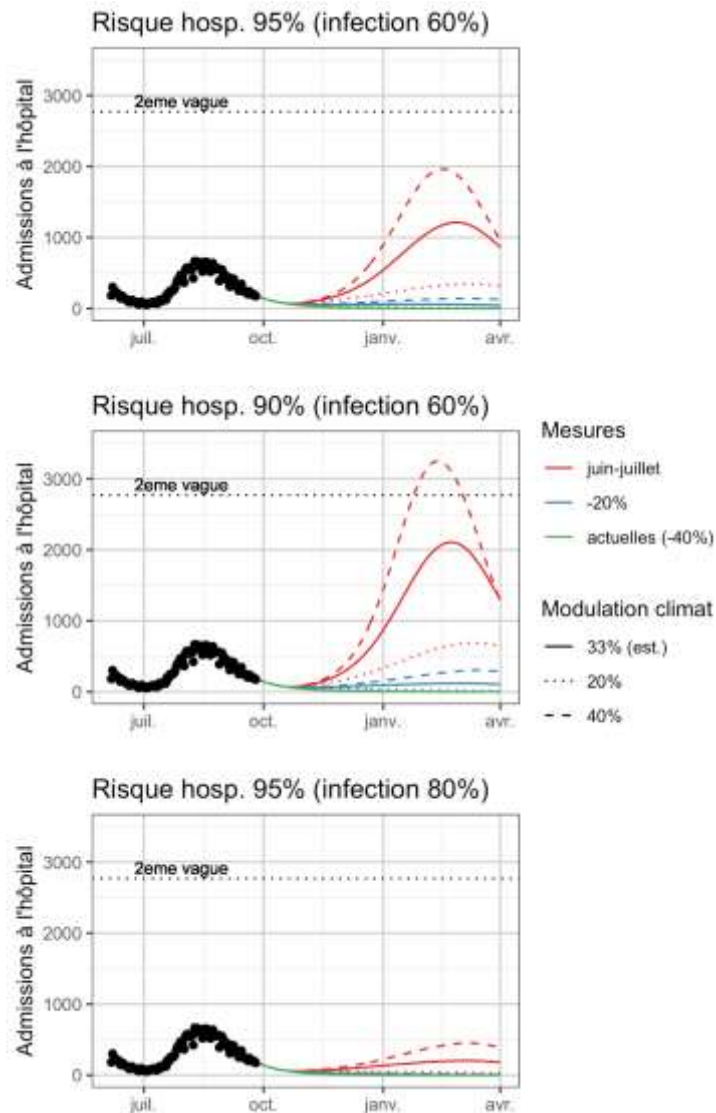 Risque hosp. 95% (infection 60%)
Admissions à l'hôpital
3000
2000
1000
0
2eme vague
juil.
oct.
janv.
avr.
Risque hosp. 90% (infection 60%)
Admissions à l'hôpital
3000
2000
1000
0
2eme vague
juil.
oct.
janv.
avr.
Mesures
juin-juillet
-20%
actuelles (-40%)
Modulation climat
33% (est.)
20%
40%
Risque hosp. 95% (infection 80%)
Admissions à l'hôpital
3000
2000
1000
0
2eme vague
juil.
oct.
janv.
avr.